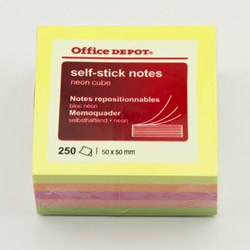 Office DEPOT®
self-stick notes
neon cube
Notes repositionnables
bloc néon
Memoquader
selbsthaftend • neon
250 50 x 50 mm